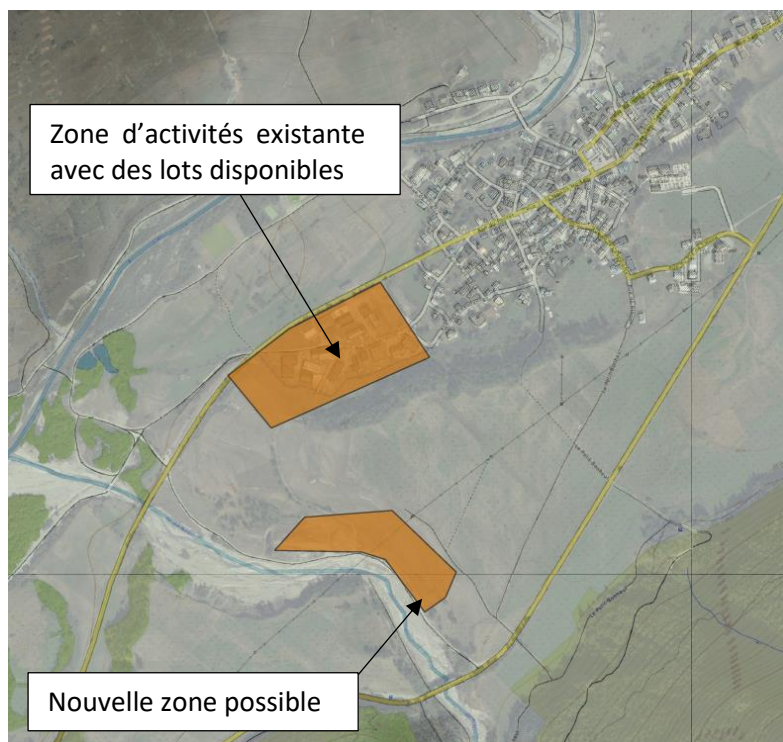 Zone d’activités existante
avec des lots disponibles
Nouvelle zone possible